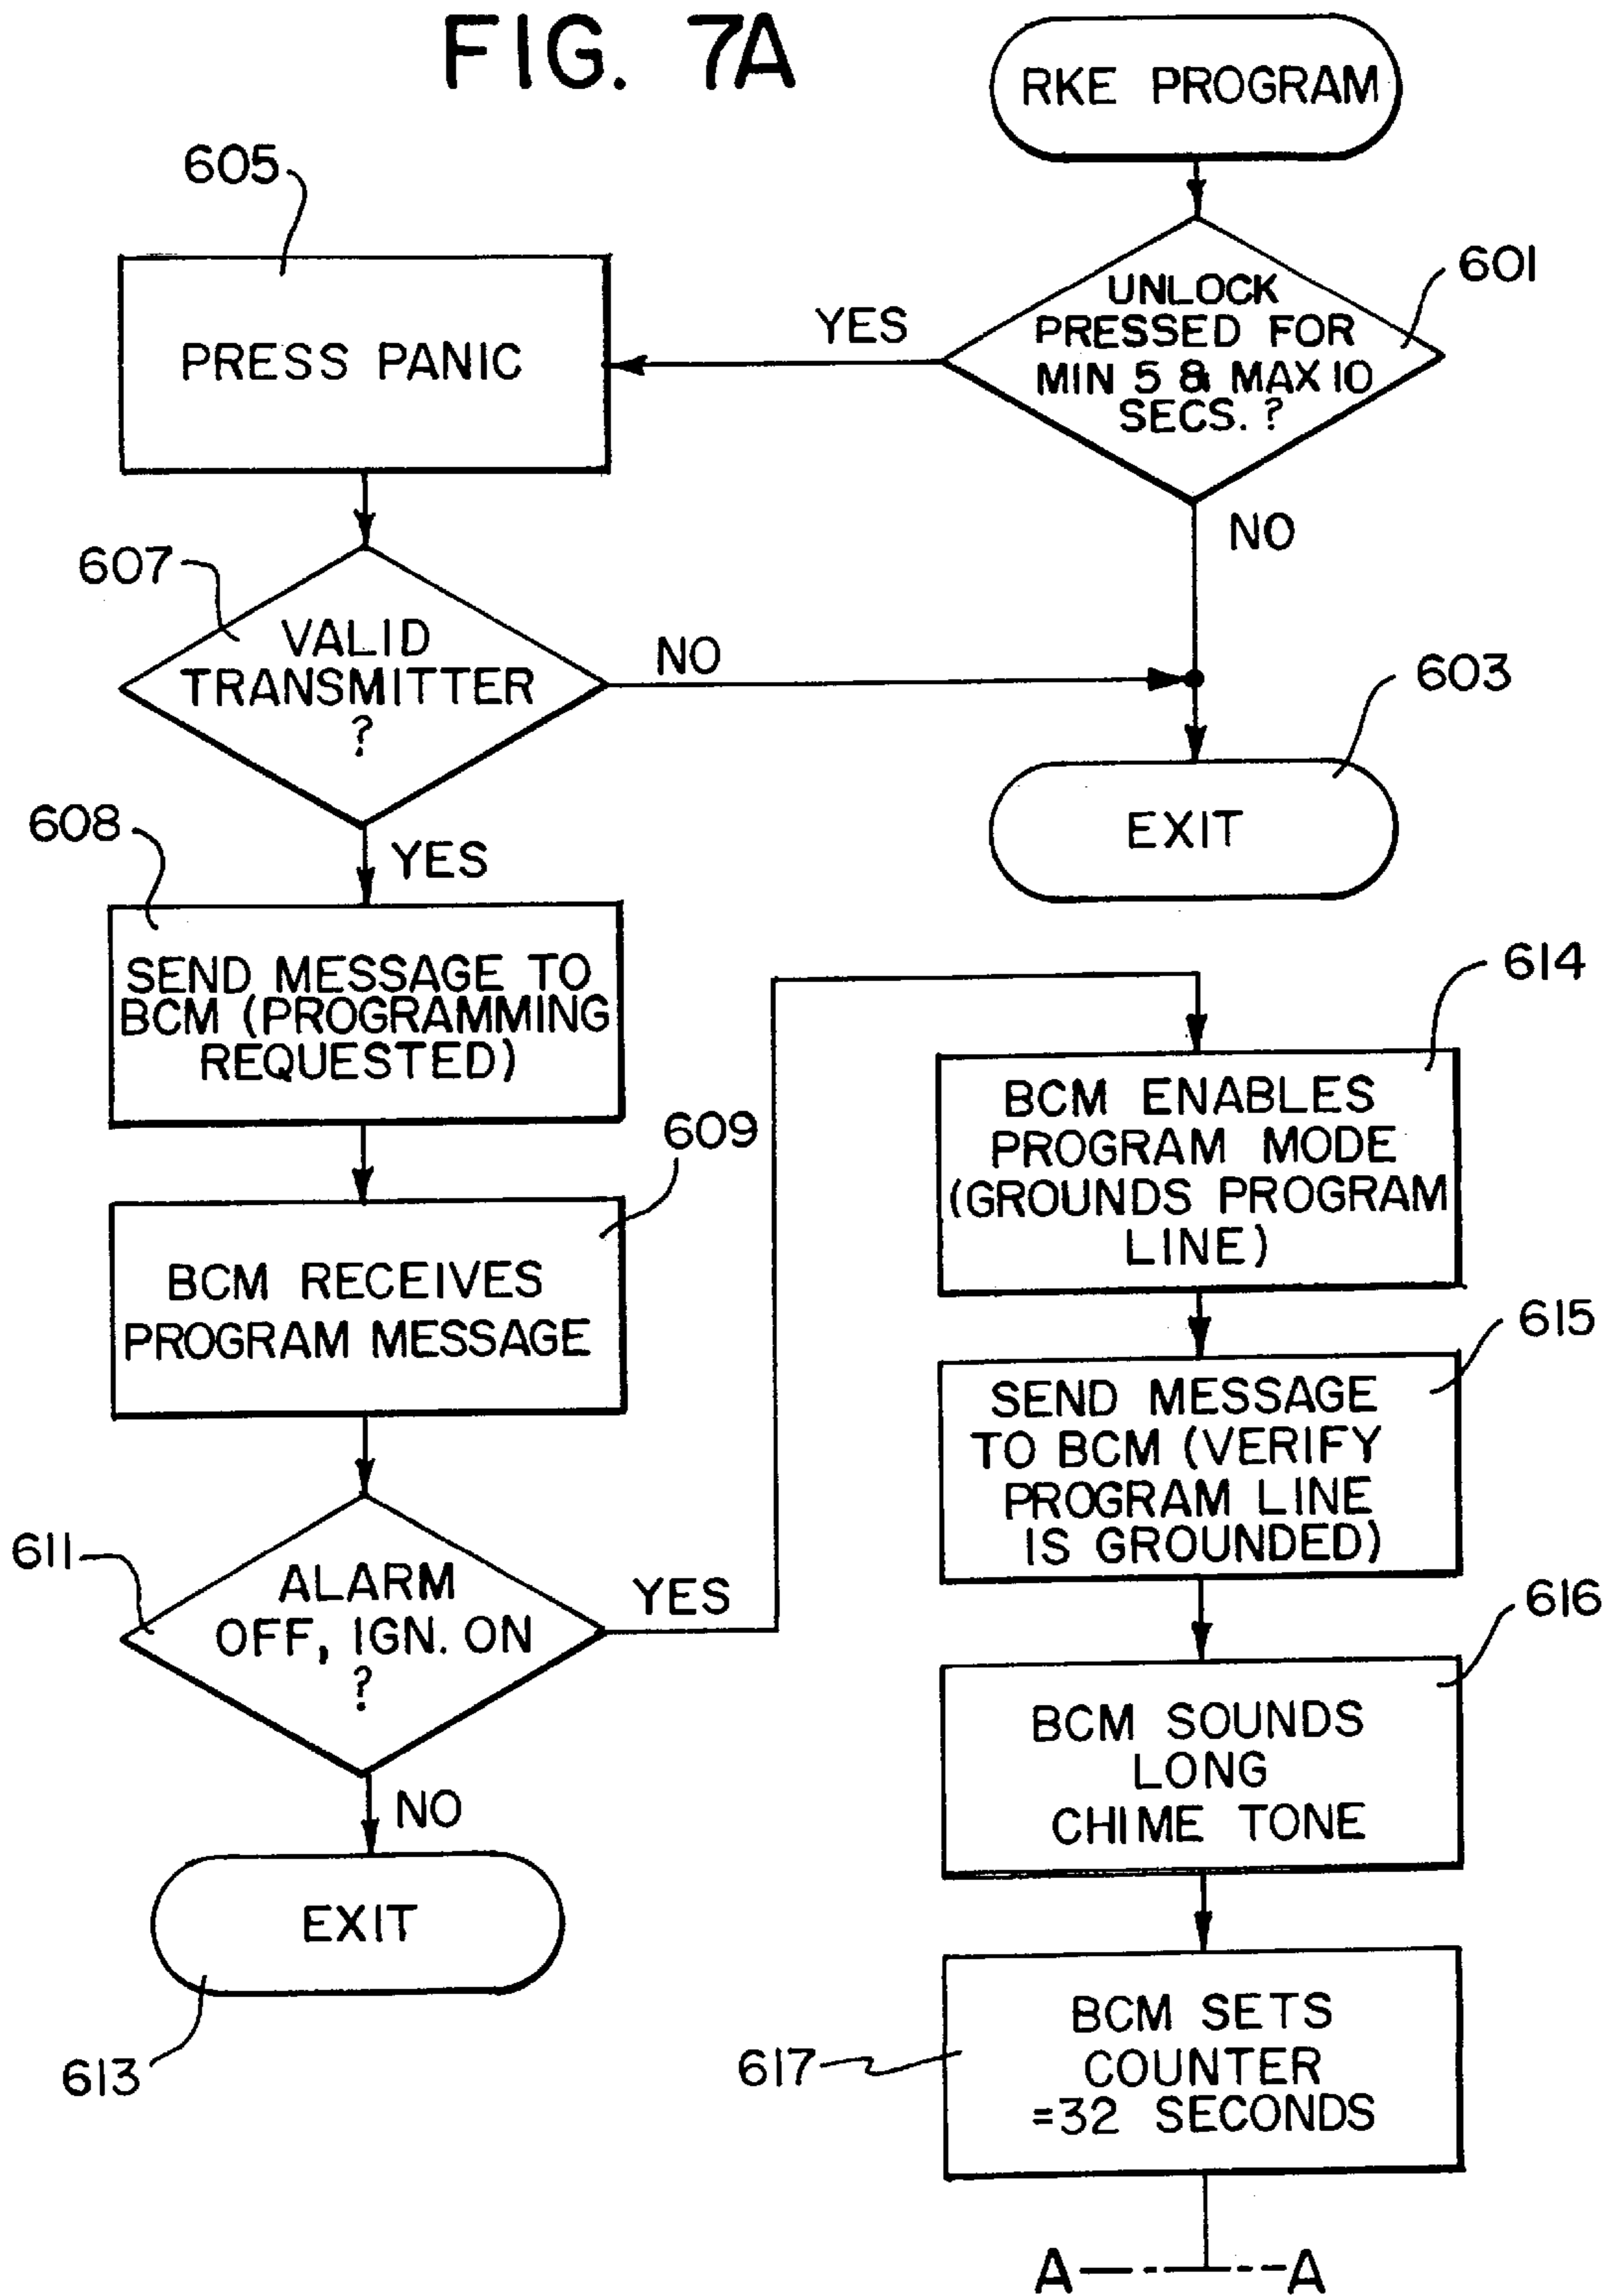 FIG. 7A
RKE PROGRAM
601
UNLOCK
PRESSED FOR
MIN 5 & MAX 10
SECS. ?
YES
NO
605
PRESS PANIC
607
VALID
TRANSMITTER
?
NO
YES
603
EXIT
608
SEND MESSAGE TO
BCM (PROGRAMMING
REQUESTED)
609
BCM RECEIVES
PROGRAM MESSAGE
611
ALARM
OFF, IGN. ON
?
YES
NO
EXIT
613
614
BCM ENABLES
PROGRAM MODE
(GROUNDS PROGRAM
LINE)
615
SEND MESSAGE
TO BCM (VERIFY
PROGRAM LINE
IS GROUNDED)
616
BCM SOUNDS
LONG
CHIME TONE
617
BCM SETS
COUNTER
=32 SECONDS
A A